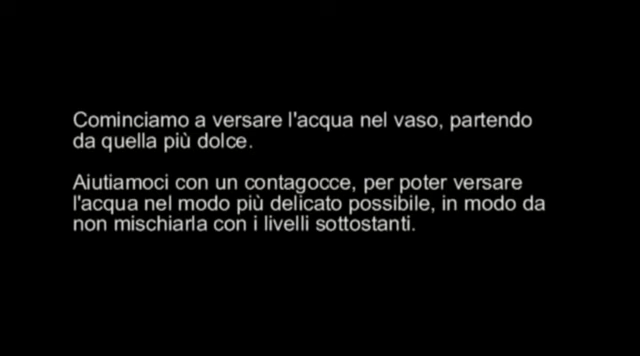 Cominciamo a versare l'acqua nel vaso, partendo
da quella più dolce.
Aiutiamoci con un contagocce, per poter versare
l'acqua nel modo più delicato possibile, in modo da
non mischiarla con i livelli sottostanti.